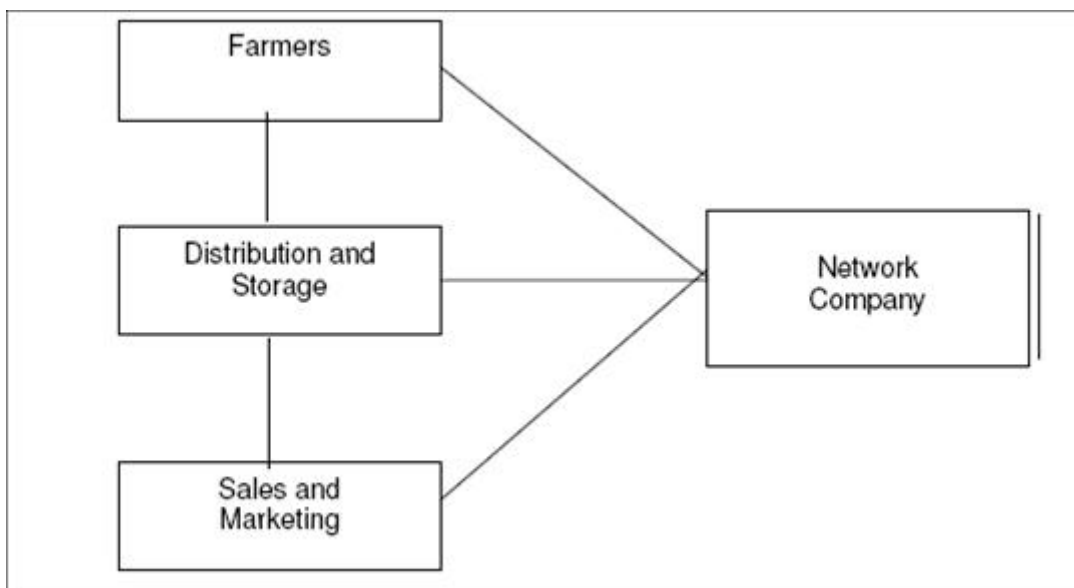 Farmers
Distribution and
Storage
Network
Company
Sales and
Marketing